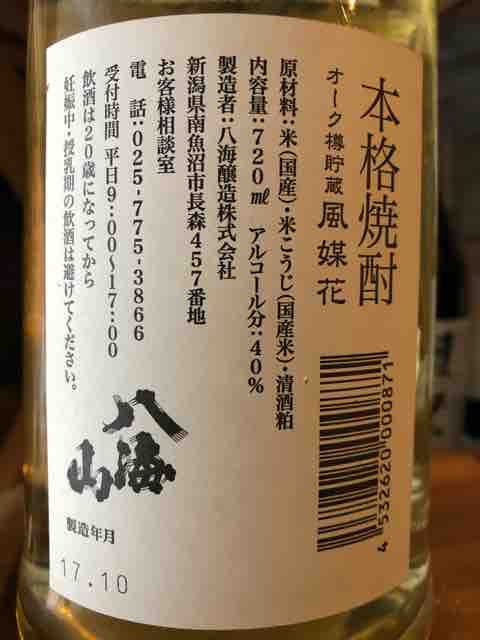 本格焼酎
オーク樽貯蔵 風媒花
原材料:米(国産)・米こうじ(国産米)・清酒粕
内容量:720㎖ アルコール分:40%
製造者:八海醸造株式会社
新潟県南魚沼市長森457番地
お客様相談室
電 話:025-775-3866
受付時間 平日9:00〜17:00
飲酒は20歳になってから
妊娠中・授乳期の飲酒は避けてください。
八海山
製造年月
17.10
4 532620 000871